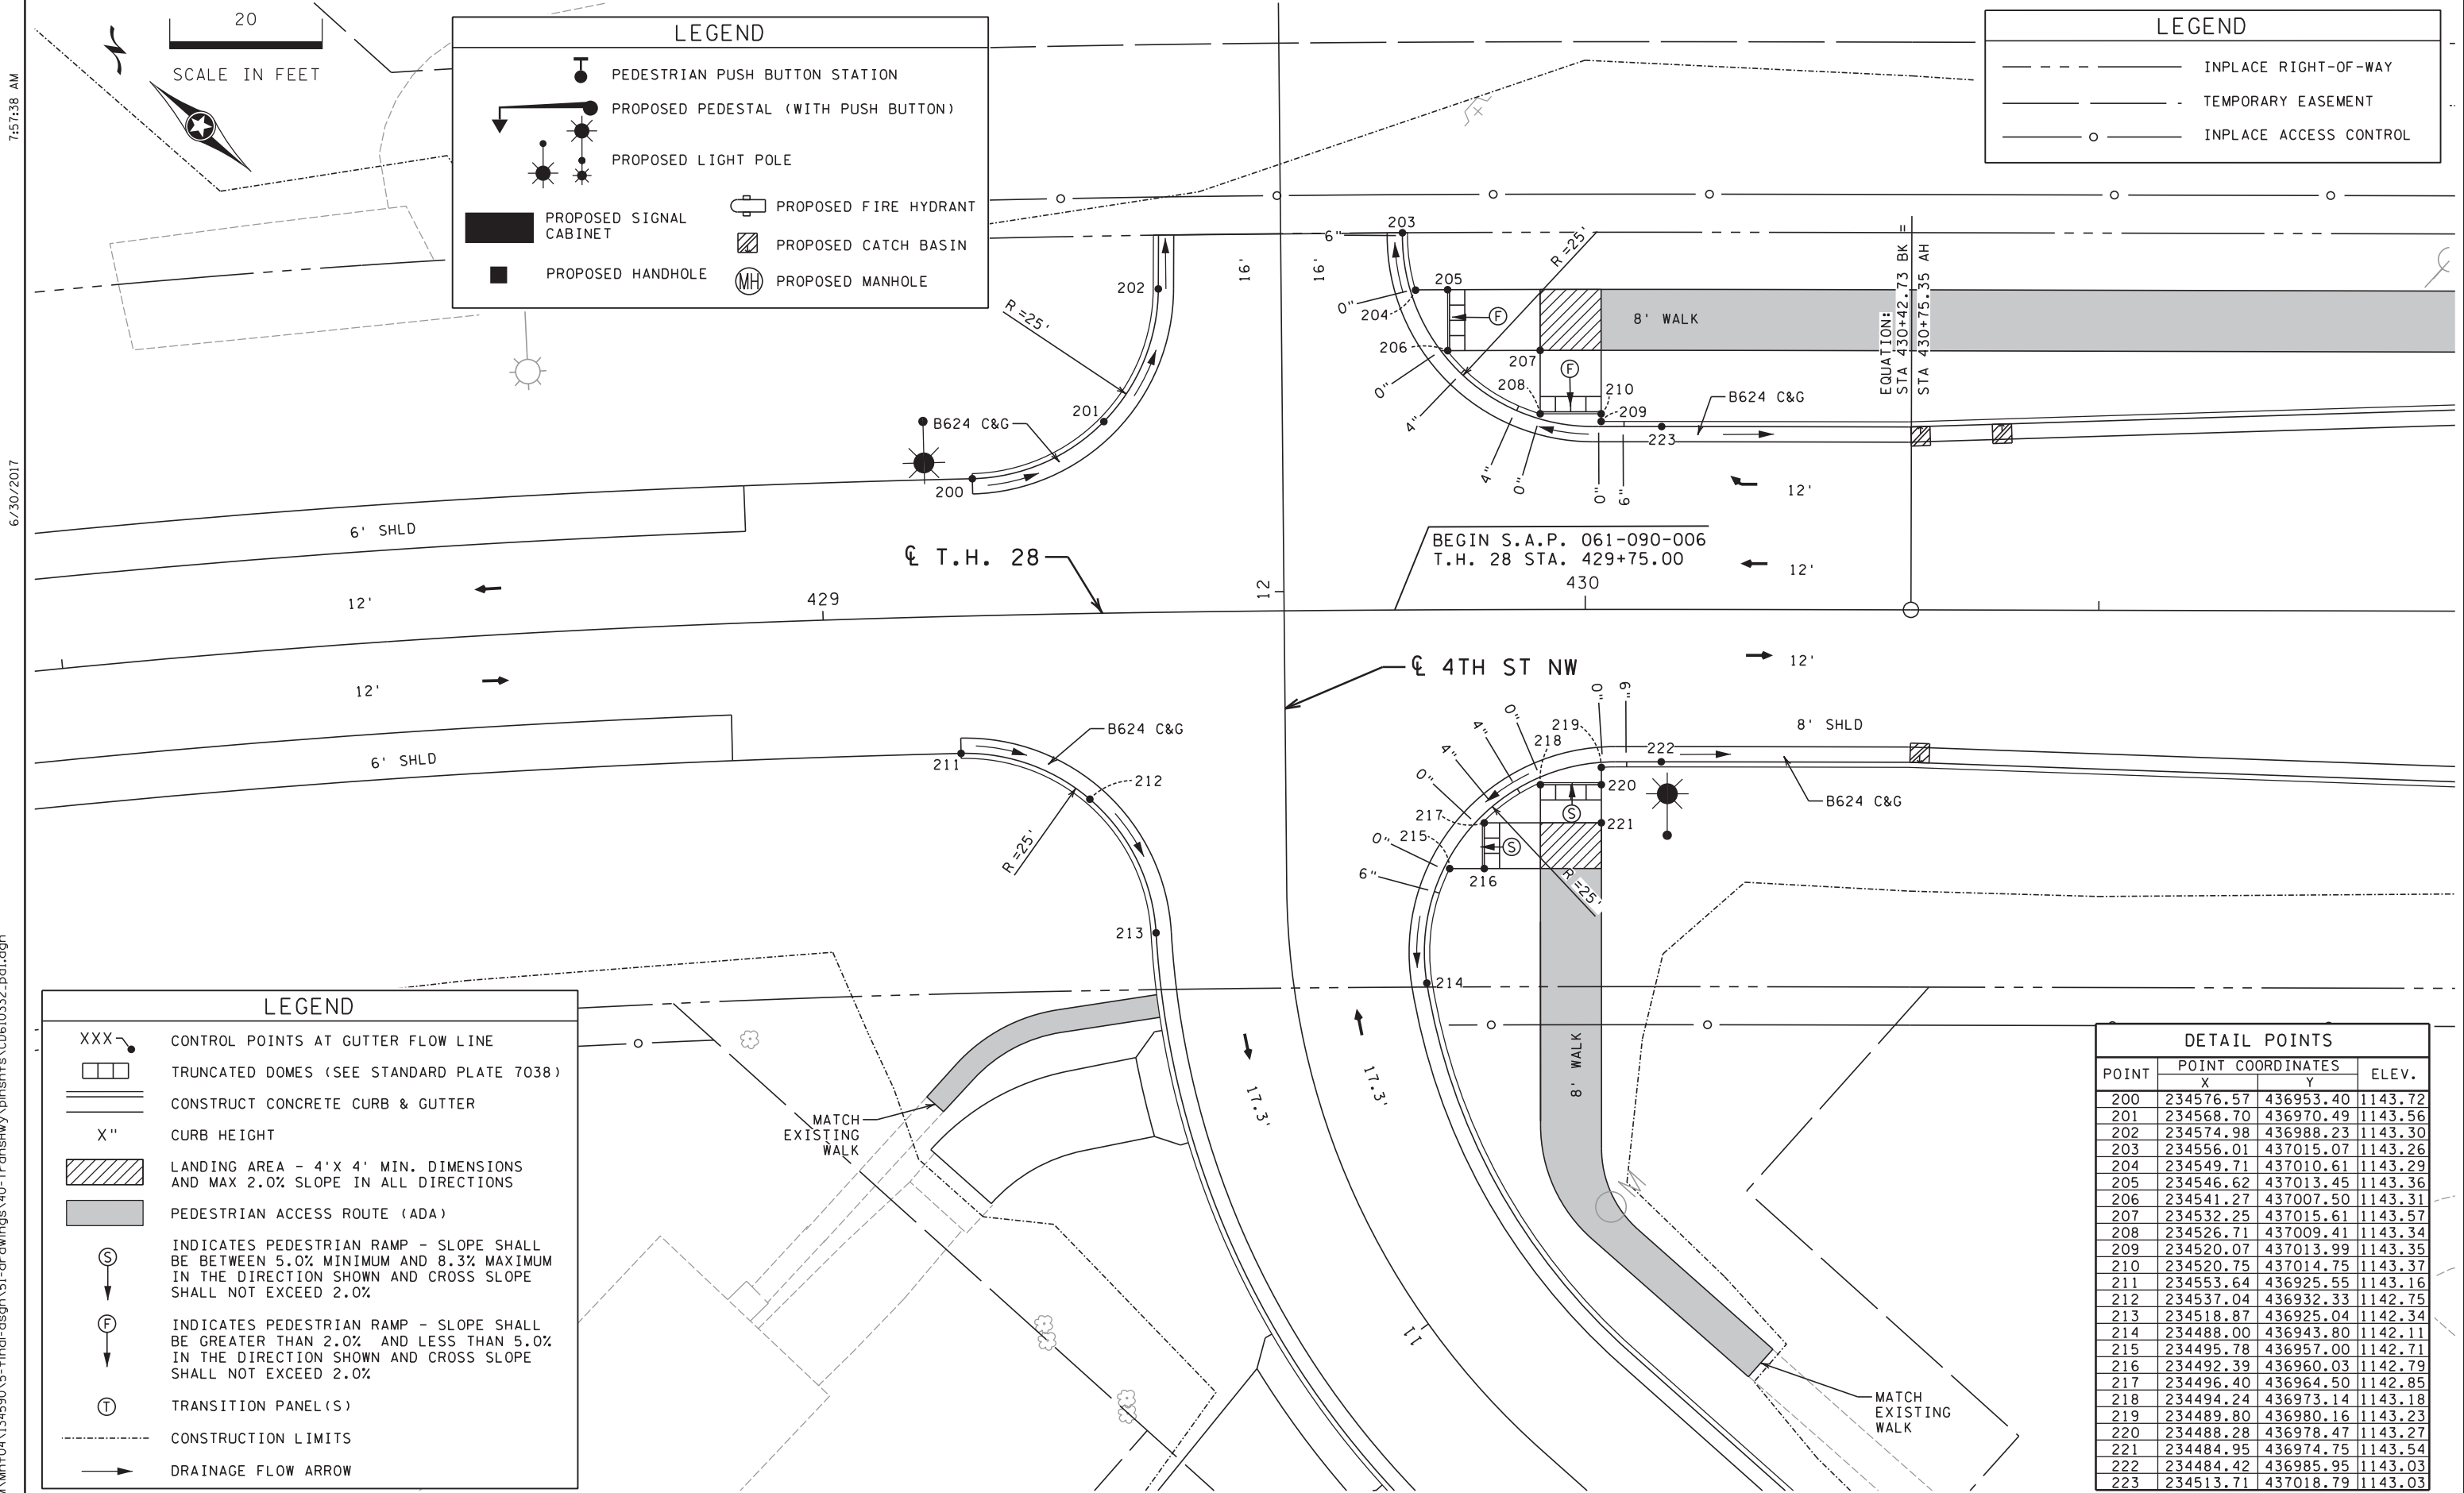 7:57:38 AM
6/30/2017
20
SCALE IN FEET
LEGEND
PEDESTRIAN PUSH BUTTON STATION
PROPOSED PEDESTAL (WITH PUSH BUTTON)
PROPOSED LIGHT POLE
PROPOSED SIGNAL
CABINET
PROPOSED HANDHOLE
PROPOSED FIRE HYDRANT
PROPOSED CATCH BASIN
MH PROPOSED MANHOLE
LEGEND
INPLACE RIGHT-OF-WAY
TEMPORARY EASEMENT
INPLACE ACCESS CONTROL
203
6"
16'
16'
R =25'
205
202
0"
204
F
8' WALK
EQUATION:
STA 430+42.73 BK =
STA 430+75.35 AH
R =25'
206
207
F
0"
208
210
209
B624 C&G
201
B624 C&G
4"
223
200
4"
0"
0"
6"
12'
6' SHLD
BEGIN S.A.P. 061-090-006
T.H. 28 STA. 429+75.00
℄ T.H. 28
12'
430
12
12'
429
℄ 4TH ST NW
12'
12'
6' SHLD
0"
6"
0"
4"
219
218
8' SHLD
B624 C&G
211
212
4"
222
0"
220
B624 C&G
217
S
221
215
0"
S
R =25'
6"
216
R =25'
213
214
8' WALK
17.3'
17.3'
MATCH
EXISTING
WALK
M
11
MATCH
EXISTING
WALK
LEGEND
XXX CONTROL POINTS AT GUTTER FLOW LINE
TRUNCATED DOMES (SEE STANDARD PLATE 7038)
CONSTRUCT CONCRETE CURB & GUTTER
X" CURB HEIGHT
LANDING AREA - 4'X 4' MIN. DIMENSIONS
AND MAX 2.0% SLOPE IN ALL DIRECTIONS
PEDESTRIAN ACCESS ROUTE (ADA)
S INDICATES PEDESTRIAN RAMP - SLOPE SHALL
BE BETWEEN 5.0% MINIMUM AND 8.3% MAXIMUM
IN THE DIRECTION SHOWN AND CROSS SLOPE
SHALL NOT EXCEED 2.0%
F INDICATES PEDESTRIAN RAMP - SLOPE SHALL
BE GREATER THAN 2.0% AND LESS THAN 5.0%
IN THE DIRECTION SHOWN AND CROSS SLOPE
SHALL NOT EXCEED 2.0%
T TRANSITION PANEL(S)
CONSTRUCTION LIMITS
DRAINAGE FLOW ARROW
DETAIL POINTS
POINT POINT COORDINATES ELEV.
X Y
200 234576.57 436953.40 1143.72
201 234568.70 436970.49 1143.56
202 234574.98 436988.23 1143.30
203 234556.01 437015.07 1143.26
204 234549.71 437010.61 1143.29
205 234546.62 437013.45 1143.36
206 234541.27 437007.50 1143.31
207 234532.25 437015.61 1143.57
208 234526.71 437009.41 1143.34
209 234520.07 437013.99 1143.35
210 234520.75 437014.75 1143.37
211 234553.64 436925.55 1143.16
212 234537.04 436932.33 1142.75
213 234518.87 436925.04 1142.34
214 234488.00 436943.80 1142.11
215 234495.78 436957.00 1142.71
216 234492.39 436960.03 1142.79
217 234496.40 436964.50 1142.85
218 234494.24 436973.14 1143.18
219 234489.80 436980.16 1143.23
220 234488.28 436978.47 1143.27
221 234484.95 436974.75 1143.54
222 234484.42 436985.95 1143.03
223 234513.71 437018.79 1143.03